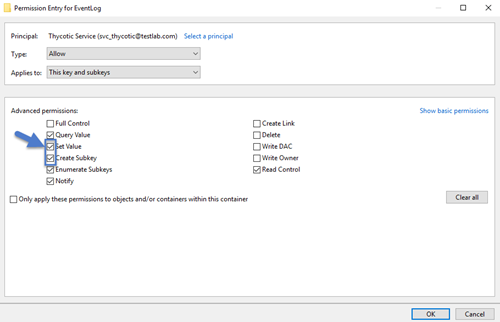 Permission Entry for EventLog
Principal: Thycotic Service (svc_thycotic@testlab.com) Select a principal
Type: Allow
Applies to: This key and subkeys
Advanced permissions: Show basic permissions
Full Control Create Link
Query Value Delete
Set Value Write DAC
Create Subkey Write Owner
Enumerate Subkeys Read Control
Notify
Only apply these permissions to objects and/or containers within this container Clear all
OK Cancel